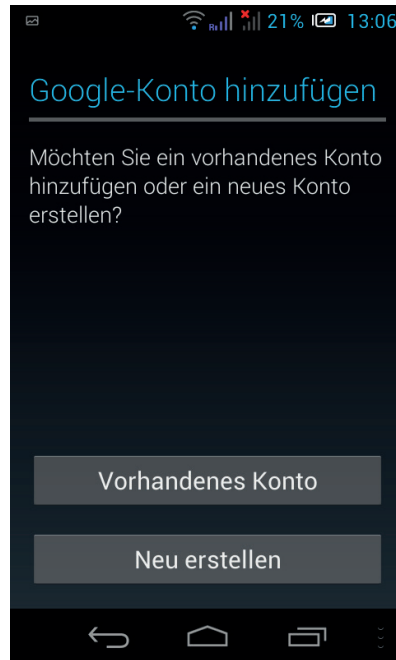 21% 13:06
Google-Konto hinzufügen
Möchten Sie ein vorhandenes Konto
hinzufügen oder ein neues Konto
erstellen?
Vorhandenes Konto
Neu erstellen